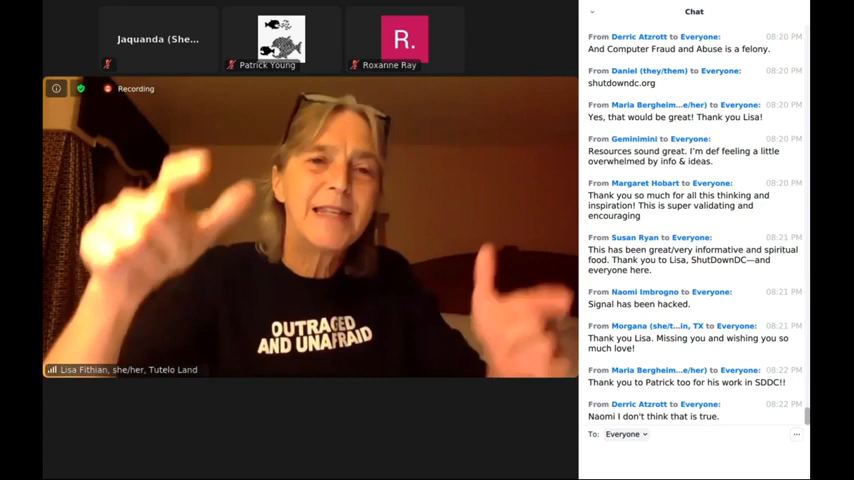 Jaquanda (She...
Patrick Young
R.
Roxanne Ray
Recording
OUTRAGED
AND UNAFRAID
Lisa Fithian, she/her, Tutelo Land
Chat
From Derric Atzrott to Everyone: 08:20 PM
And Computer Fraud and Abuse is a felony.
From Daniel (they/them) to Everyone: 08:20 PM
shutdowndc.org
From Maria Bergheim...e/her) to Everyone: 08:20 PM
Yes, that would be great! Thank you Lisa!
From Geminimini to Everyone: 08:20 PM
Resources sound great. I'm def feeling a little
overwhelmed by info & ideas.
From Margaret Hobart to Everyone: 08:20 PM
Thank you so much for all this thinking and
inspiration! This is super validating and
encouraging
From Susan Ryan to Everyone: 08:21 PM
This has been great/very informative and spiritual
food. Thank you to Lisa, ShutDownDC—and
everyone here.
From Naomi Imbrogno to Everyone: 08:21 PM
Signal has been hacked.
From Morgana (she/t...in, TX to Everyone: 08:21 PM
Thank you Lisa. Missing you and wishing you so
much love!
From Maria Bergheim...e/her) to Everyone: 08:22 PM
Thank you to Patrick too for his work in SDDC!!
From Derric Atzrott to Everyone: 08:22 PM
Naomi I don't think that is true.
To: Everyone